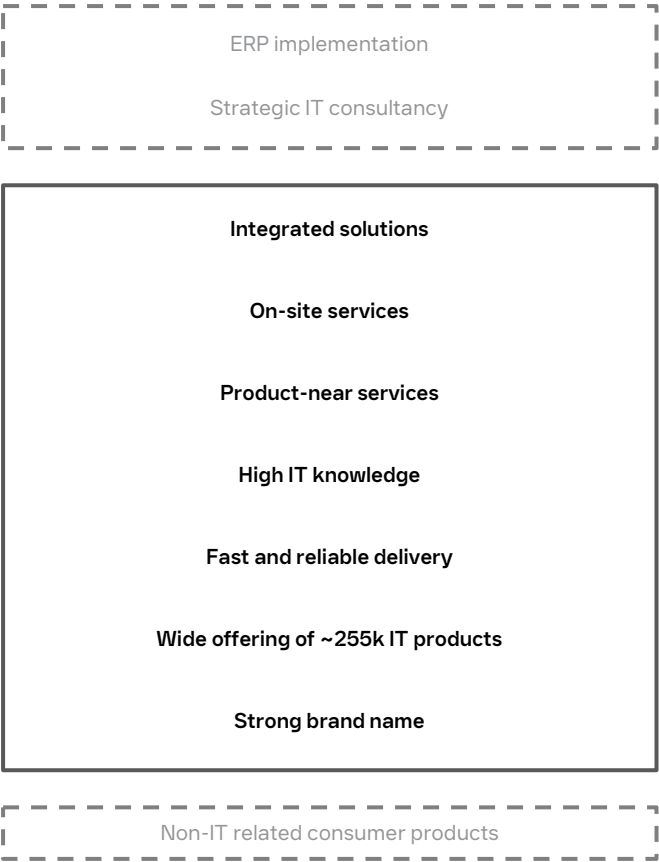 ERP implementation
Strategic IT consultancy
Integrated solutions
On-site services
Product-near services
High IT knowledge
Fast and reliable delivery
Wide offering of ~255k IT products
Strong brand name
Non-IT related consumer products